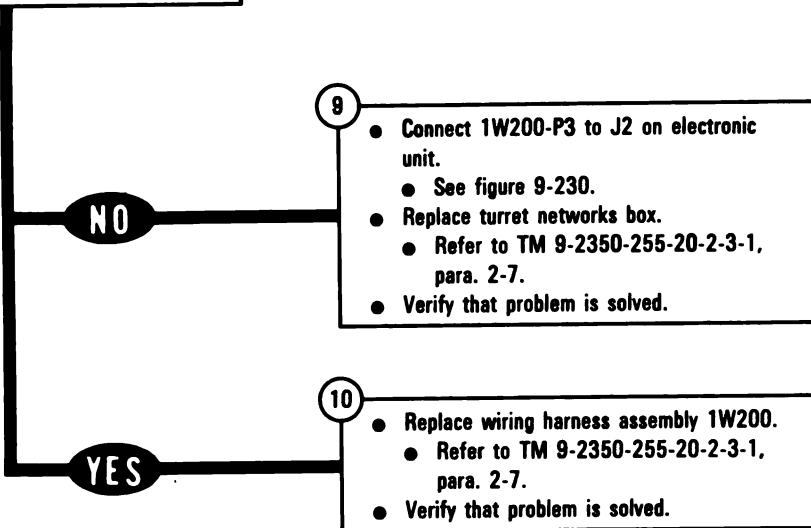 9
● Connect 1W200-P3 to J2 on electronic
unit.
● See figure 9-230.
● Replace turret networks box.
● Refer to TM 9-2350-255-20-2-3-1,
para. 2-7.
● Verify that problem is solved.
NO
10
● Replace wiring harness assembly 1W200.
● Refer to TM 9-2350-255-20-2-3-1,
para. 2-7.
● Verify that problem is solved.
YES